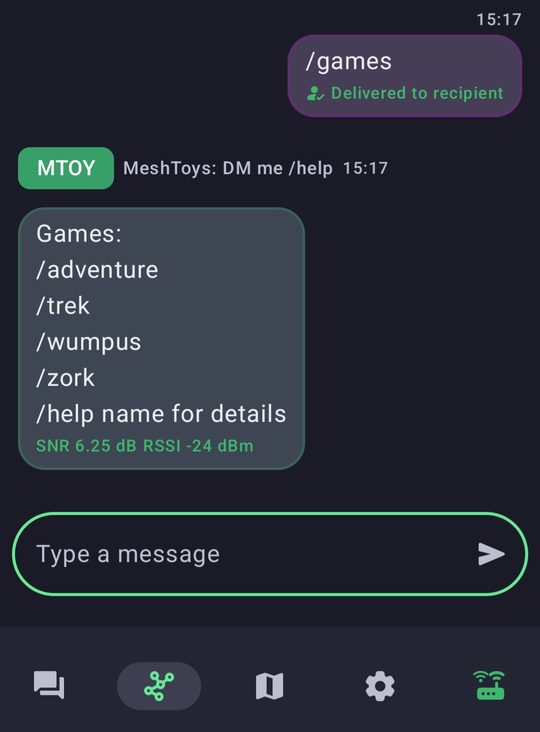 15:17
/games
Delivered to recipient
MTOY MeshToys: DM me /help 15:17
Games:
/adventure
/trek
/wumpus
/zork
/help name for details
SNR 6.25 dB RSSI -24 dBm
Type a message